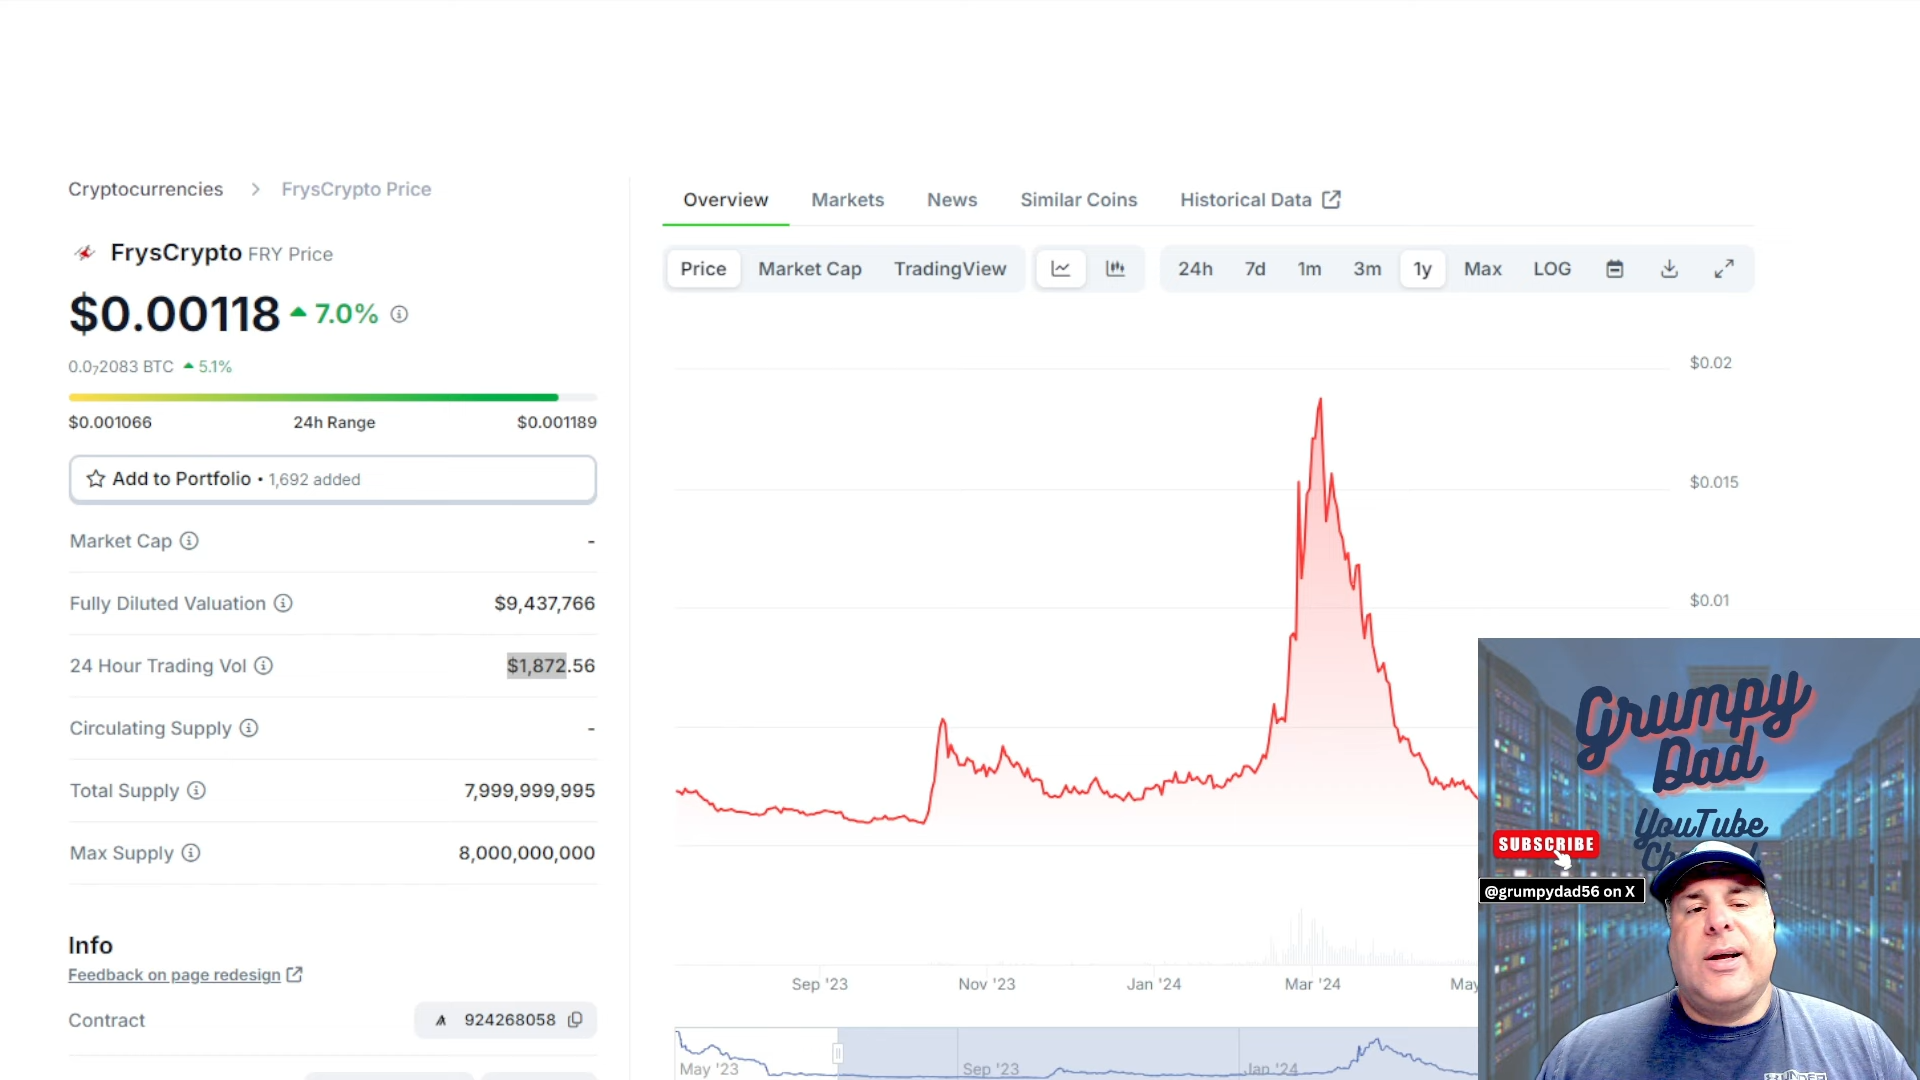 Cryptocurrencies > FrysCrypto Price
FrysCrypto FRY Price
$0.00118 7.0%
0.0₇2083 BTC 5.1%
$0.001066 24h Range $0.001189
Add to Portfolio • 1,692 added
Market Cap -
Fully Diluted Valuation $9,437,766
24 Hour Trading Vol $1,872.56
Circulating Supply -
Total Supply 7,999,999,995
Max Supply 8,000,000,000
Info
Feedback on page redesign
Contract 924268058
Overview Markets News Similar Coins Historical Data
Price Market Cap TradingView 24h 7d 1m 3m 1y Max LOG
$0.02
$0.015
$0.01
Sep '23 Nov '23 Jan '24 Mar '24 May
May '23 Sep '23 Jan '24
Grumpy
Dad
YouTube
SUBSCRIBE
@grumpydad56 on X